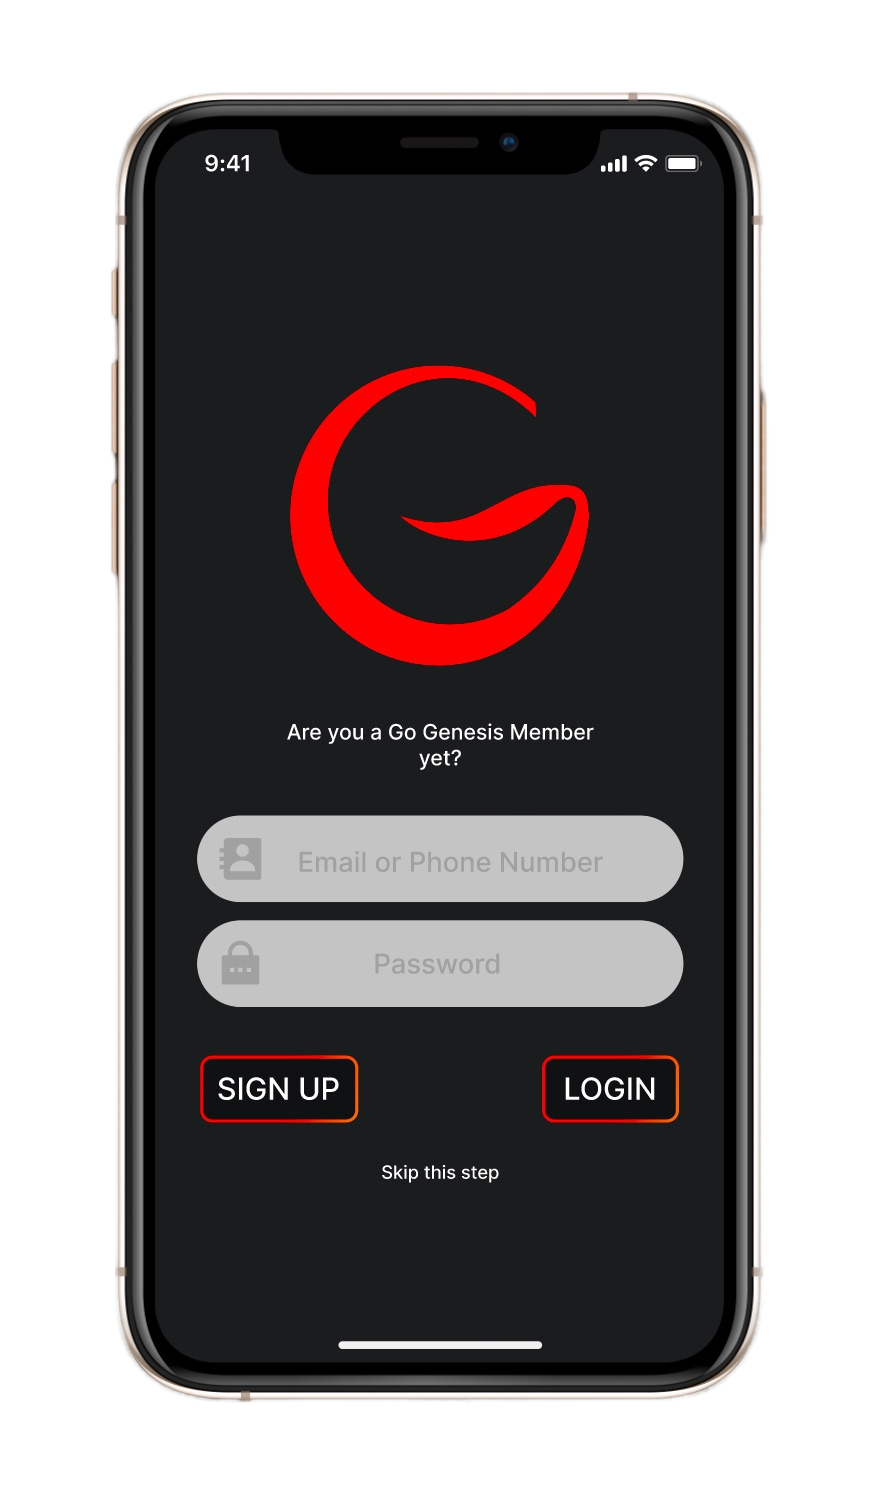 9:41
Are you a Go Genesis Member
yet?
Email or Phone Number
Password
SIGN UP
LOGIN
Skip this step